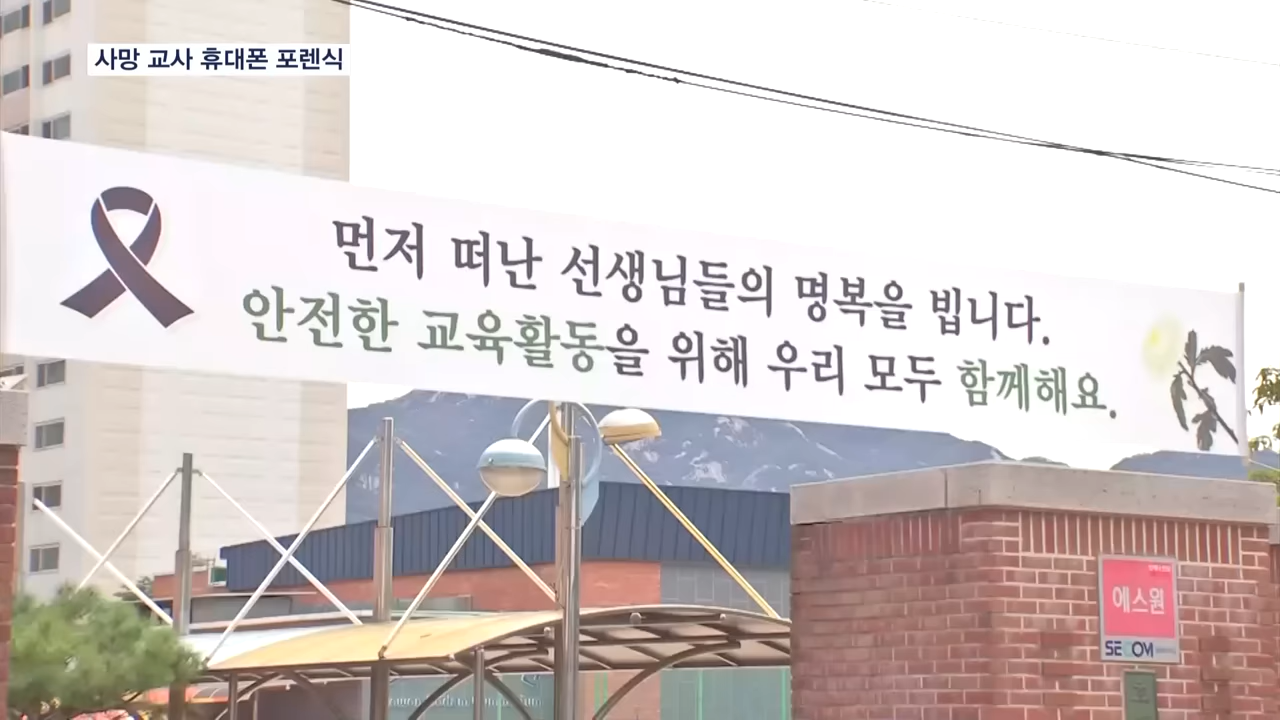 사망 교사 휴대폰 포렌식
먼저 떠난 선생님들의 명복을 빕니다.
안전한 교육활동을 위해 우리 모두 함께해요.
에스원
SECOM